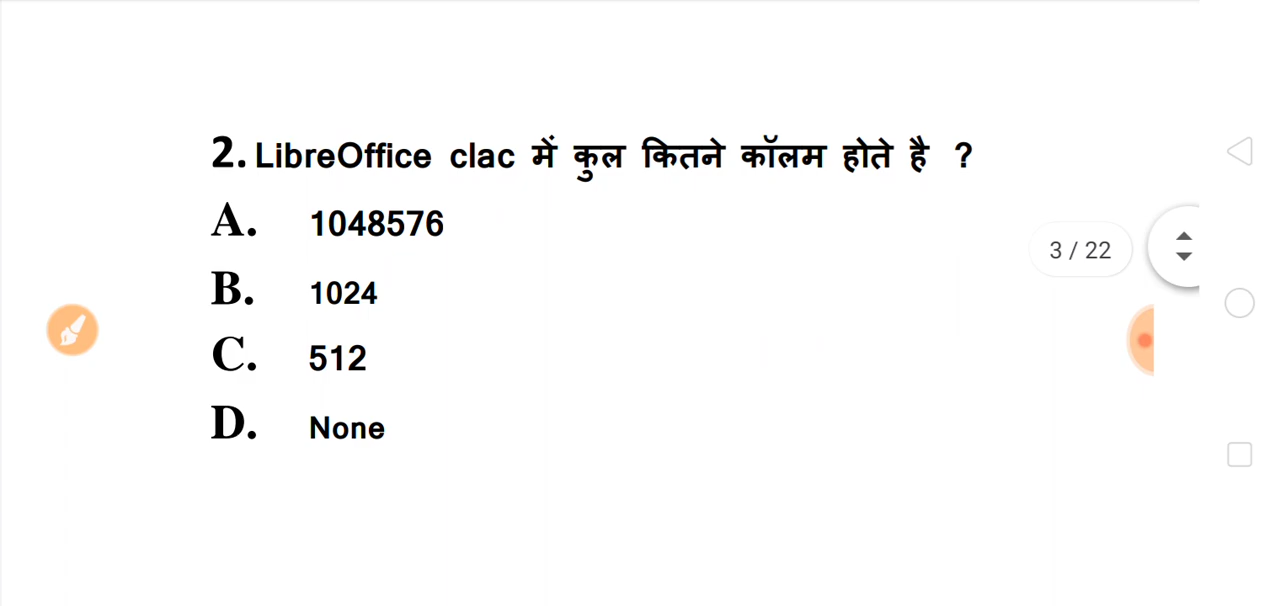 2. LibreOffice clac में कुल कितने कॉलम होते है ?
A. 1048576
3 / 22
B. 1024
C. 512
D. None